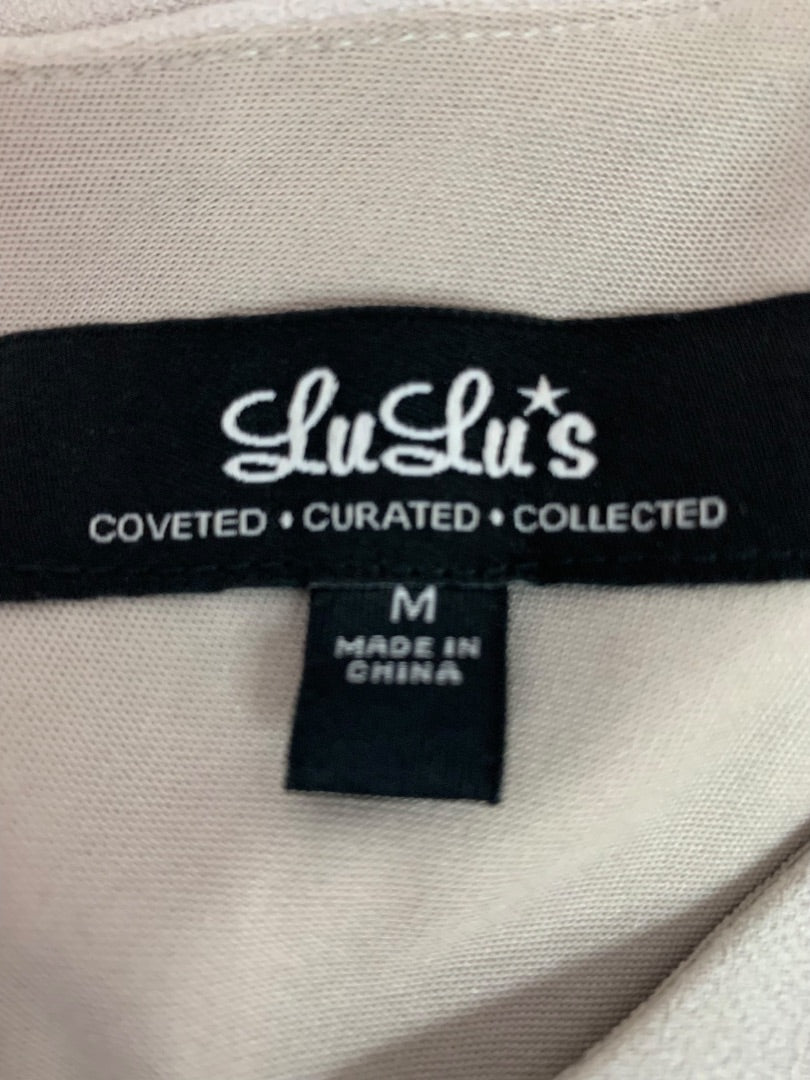 LuLu's
COVETED • CURATED • COLLECTED
M
MADE IN
CHINA